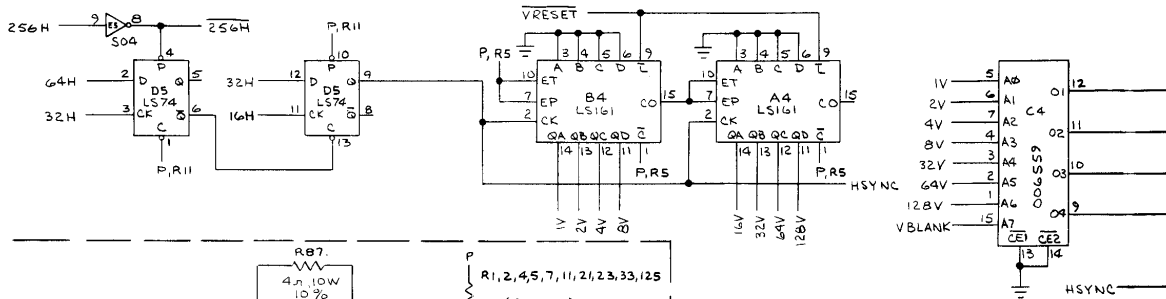 256H 9 E5 8 256H
S04
4
P
64H 2 D Q 5
D5
LS74
32H 3 CK Q 6
C
1
P,R11
P,R11
10
P
32H 12 D Q 9
D5
LS74
16H 11 CK Q 8
C
13
VRESET
P,R5
3 4 5 6 9
A B C D L
10 ET
7 EP
2 CK
B4
LS161
CO 15
QA QB QC QD C
14 13 12 11 1
P,R5
1V 2V 4V 8V
3 4 5 6 9
A B C D L
10 ET
7 EP
2 CK
A4
LS161
CO 15
QA QB QC QD C
14 13 12 11 1
P,R5
16V 32V 64V 128V
HSYNC
1V 5 A0 O1 12
2V 6 A1
C4
4V 7 A2 O2 11
8V 4 A3
006559
32V 3 A4 O3 10
64V 2 A5
128V 1 A6 O4 9
VBLANK 15 A7
CE1 CE2
13 14
HSYNC
R87.
4Ω,10W
10%
P
R1,2,4,5,7,11,21,23,33,125